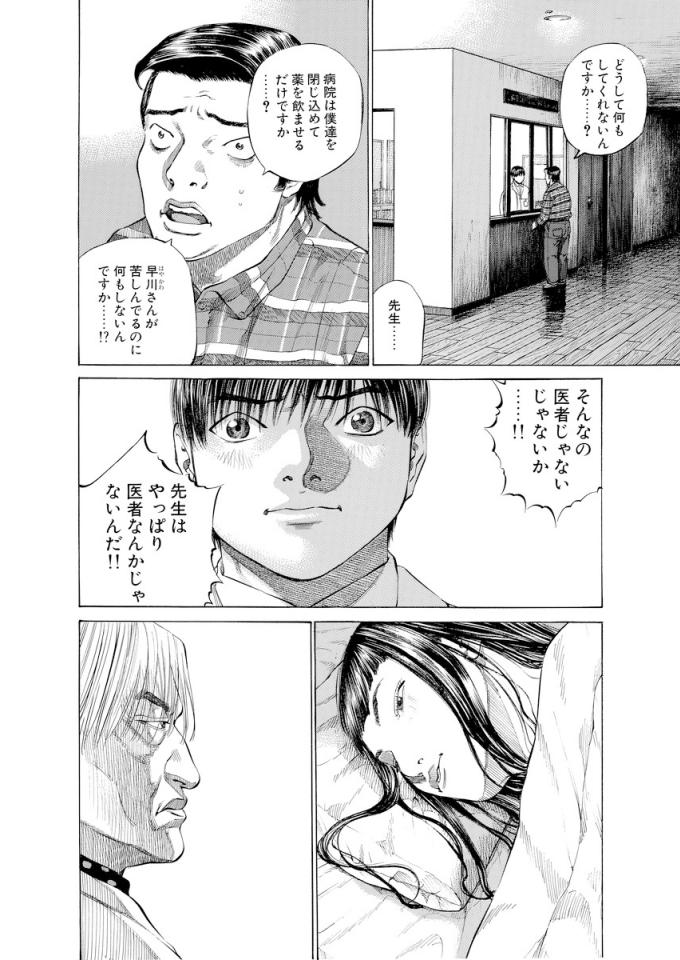 どうして何も
してくれないん
ですか……？
先生……
病院は僕達を
閉じ込めて
薬を飲ませる
だけですか
……？
早川さんが
はやかわ
苦しんでるのに
何もしないん
ですか……!?
そんなの
医者じゃない
じゃないか
……!!
先生は
やっぱり
医者なんかじゃ
ないんだ!!